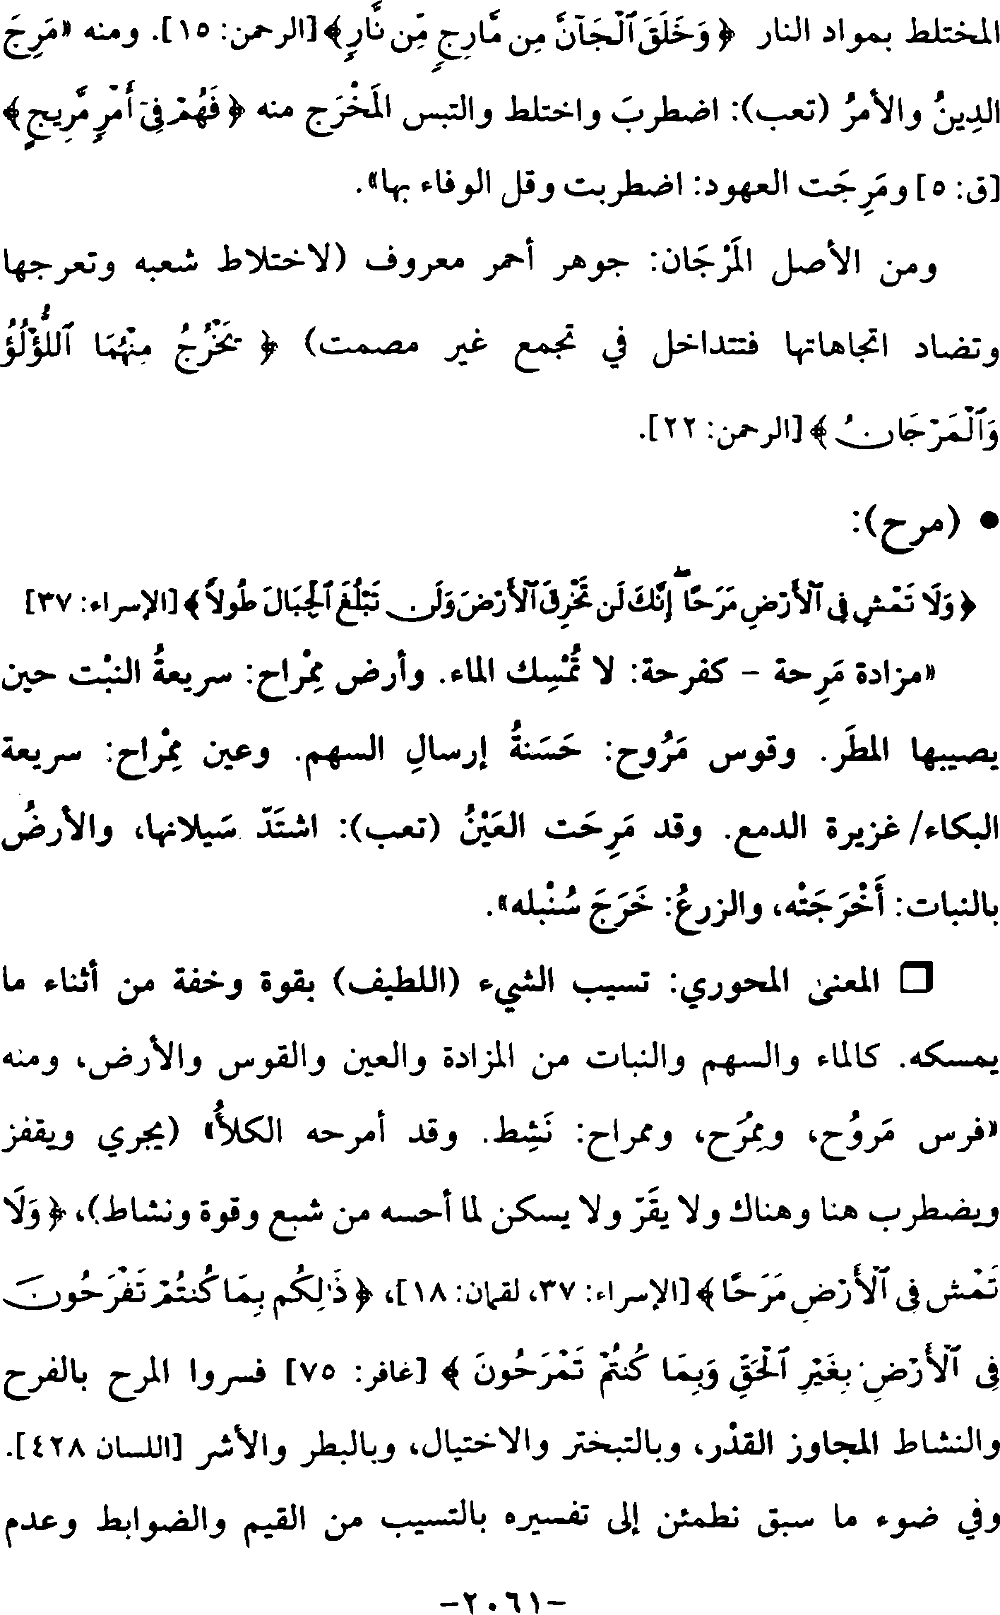 المختلط بمواد النار ﴿وَخَلَقَ ٱلْجَآنَّ مِن مَّارِجٍ مِّن نَّارٍ﴾ [الرحمن: ١٥]. ومنه «مَرِجَ
الدِينُ والأمرُ (تعب): اضطربَ واختلط والتبس المَخْرَج منه ﴿فَهُمْ فِىٓ أَمْرٍ مَّرِيجٍ﴾
[ق: ٥] ومَرِجَت العهود: اضطربت وقل الوفاء بها».
ومن الأصل المَرْجَان: جوهر أحمر معروف (لاختلاط شعبه وتعرجها
وتضاد اتجاهاتها فتتداخل في تجمع غير مصمت) ﴿يَخْرُجُ مِنْهُمَا ٱللُّؤْلُؤُ
وَٱلْمَرْجَانُ﴾ [الرحمن: ٢٢].
• (مرح):
﴿وَلَا تَمْشِ فِى ٱلْأَرْضِ مَرَحًا ۖ إِنَّكَ لَن تَخْرِقَ ٱلْأَرْضَ وَلَن تَبْلُغَ ٱلْجِبَالَ طُولاً﴾ [الإسراء: ٣٧]
«مزادة مَرِحة - كفرحة: لا تُمْسِك الماء. وأرض مِمْراح: سريعةُ النبْت حين
يصيبها المطَر. وقوس مَرُوح: حَسَنةُ إرسالِ السهم. وعين مِمْراح: سريعة
البكاء/ غزيرة الدمع. وقد مَرِحَت العَيْنُ (تعب): اشتَدّ سَيلانها، والأرضُ
بالنبات: أَخْرَجَتْه، والزرعُ: خَرَجَ سُنْبله».
□ المعنى المحوري: تسيب الشيء (اللطيف) بقوة وخفة من أثناء ما
يمسكه. كالماء والسهم والنبات من المزادة والعين والقوس والأرض، ومنه
«فرس مَروُح، ومِمْرَح، وممراح: نَشِط. وقد أمرحه الكلأُ» (يجري ويقفز
ويضطرب هنا وهناك ولا يقَرّ ولا يسكن لما أحسه من شبع وقوة ونشاط)، ﴿وَلَا
تَمْشِ فِى ٱلْأَرْضِ مَرَحًا﴾ [الإسراء: ٣٧، لقمان: ١٨]، ﴿ذَٰلِكُم بِمَا كُنتُمْ تَفْرَحُونَ
فِى ٱلْأَرْضِ بِغَيْرِ ٱلْحَقِّ وَبِمَا كُنتُمْ تَمْرَحُونَ﴾ [غافر: ٧٥] فسروا المرح بالفرح
والنشاط المجاوز القدْر، وبالتبختر والاختيال، وبالبطر والأشر [اللسان ٤٢٨].
وفي ضوء ما سبق نطمئن إلى تفسيره بالتسيب من القيم والضوابط وعدم
-٢٠٦١-